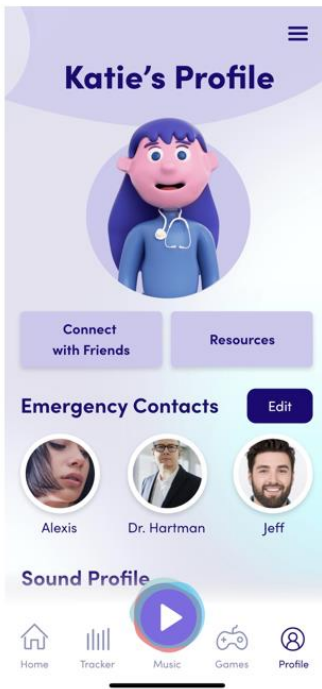 Katie's Profile
Connect
with Friends
Resources
Emergency Contacts
Edit
Alexis
Dr. Hartman
Jeff
Sound Profile
Home
Tracker
Music
Games
Profile